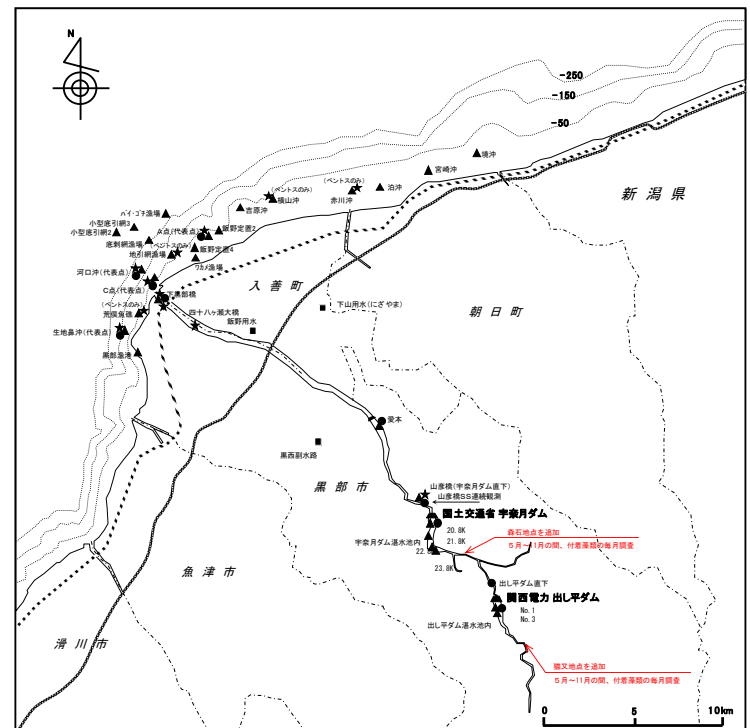 N
-250
-150
-50
境沖
宮崎沖
新潟県
(ベントスのみ)
(ベントスのみ)
泊沖
横山沖
赤川沖
吉原沖
バイ・ゴチ漁場
小型底引網3
小型底引網2
A点(代表点)
飯野定置2
底刺網漁場
(ベントスのみ)
地引網漁場
飯野定置4
ワカメ漁場
河口沖(代表点)
入善町
C点(代表点)
下黒部橋
(ベントスのみ)
荒俣魚礁
四十八ヶ瀬大橋
下山用水(にざやま)
朝日町
飯野用水
生地鼻沖(代表点)
黒部漁港
愛本
黒西副水路
黒部市
山彦橋(宇奈月ダム直下)
山彦橋SS連続観測
国土交通省 宇奈月ダム
20.8K
21.8K
森石地点を追加
宇奈月ダム湛水池内
22.
5月~11月の間、付着藻類の毎月調査
23.8K
魚津市
出し平ダム直下
関西電力 出し平ダム
No.1
No.3
出し平ダム湛水池内
滑川市
猫又地点を追加
5月~11月の間、付着藻類の毎月調査
0
5
10km